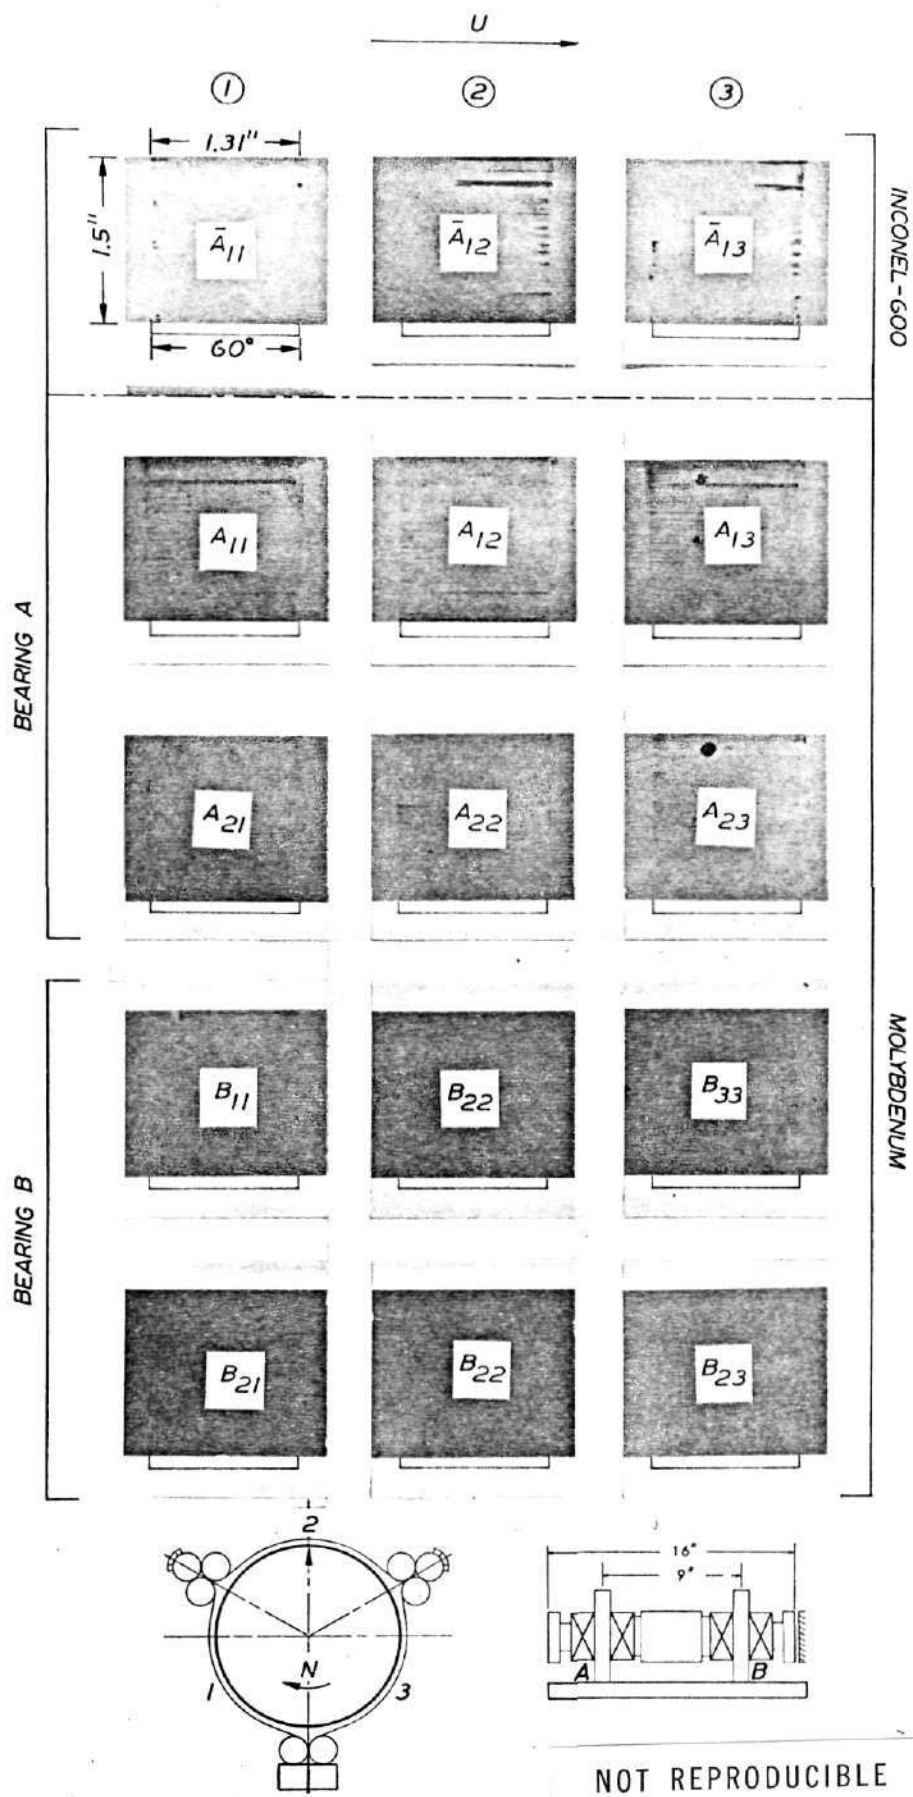 U
1 2 3
1.31"
1.5"
Ā11 Ā12 Ā13
60°
INCONEL-GOO
A11 A12 A13
BEARING A
A21 A22 A23
B11 B22 B33
MOLYBDENUM
BEARING B
B21 B22 B23
2
16"
9"
N
1 3
A B
NOT REPRODUCIBLE